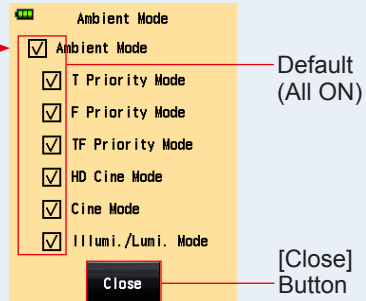 Ambient Mode
Ambient Mode
T Priority Mode
F Priority Mode
TF Priority Mode
HD Cine Mode
Cine Mode
Illumi./Lumi. Mode
Close
Default
(All ON)
[Close]
Button